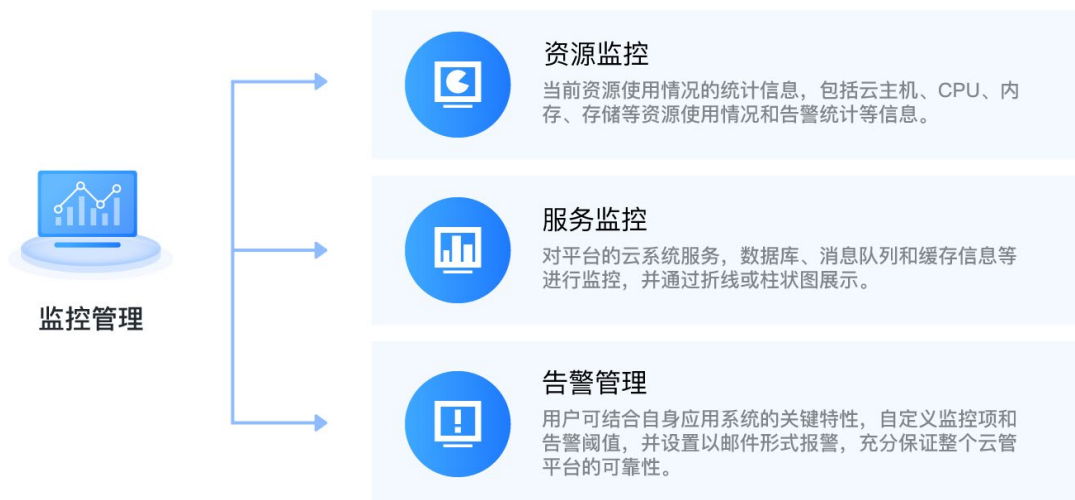 监控管理
资源监控
当前资源使用情况的统计信息，包括云主机、CPU、内
存、存储等资源使用情况和告警统计等信息。
服务监控
对平台的云系统服务，数据库、消息队列和缓存信息等
进行监控，并通过折线或柱状图展示。
告警管理
用户可结合自身应用系统的关键特性，自定义监控项和
告警阈值，并设置以邮件形式报警，充分保证整个云管
平台的可靠性。